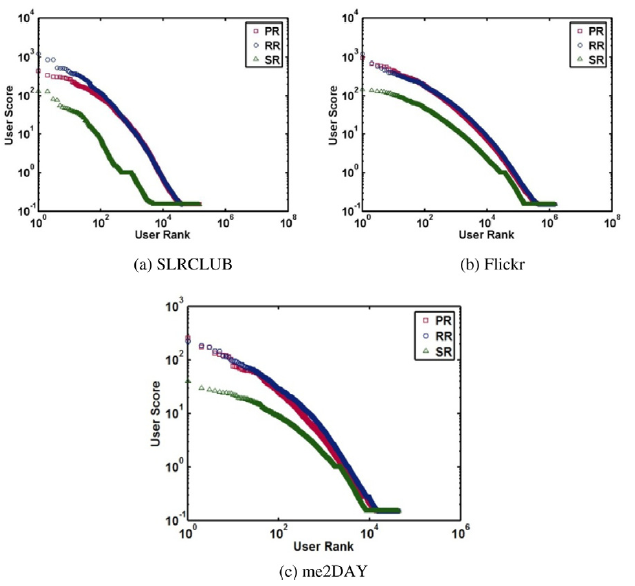 10^4
10^3
10^2
10^1
10^0
10^-1
User Score
10^0 10^2 10^4 10^6 10^8
User Rank
PR
RR
SR
(a) SLRCLUB
10^4
10^3
10^2
10^1
10^0
10^-1
User Score
10^0 10^2 10^4 10^6 10^8
User Rank
PR
RR
SR
(b) Flickr
10^3
10^2
10^1
10^0
10^-1
User Score
10^0 10^2 10^4 10^6
User Rank
PR
RR
SR
(c) me2DAY